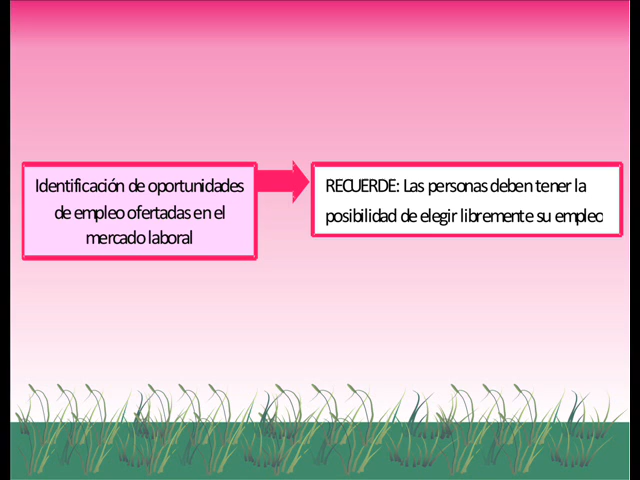 Identificación de oportunidades
de empleo ofertadas en el
mercado laboral
RECUERDE: Las personas deben tener la
posibilidad de elegir libremente su empleo